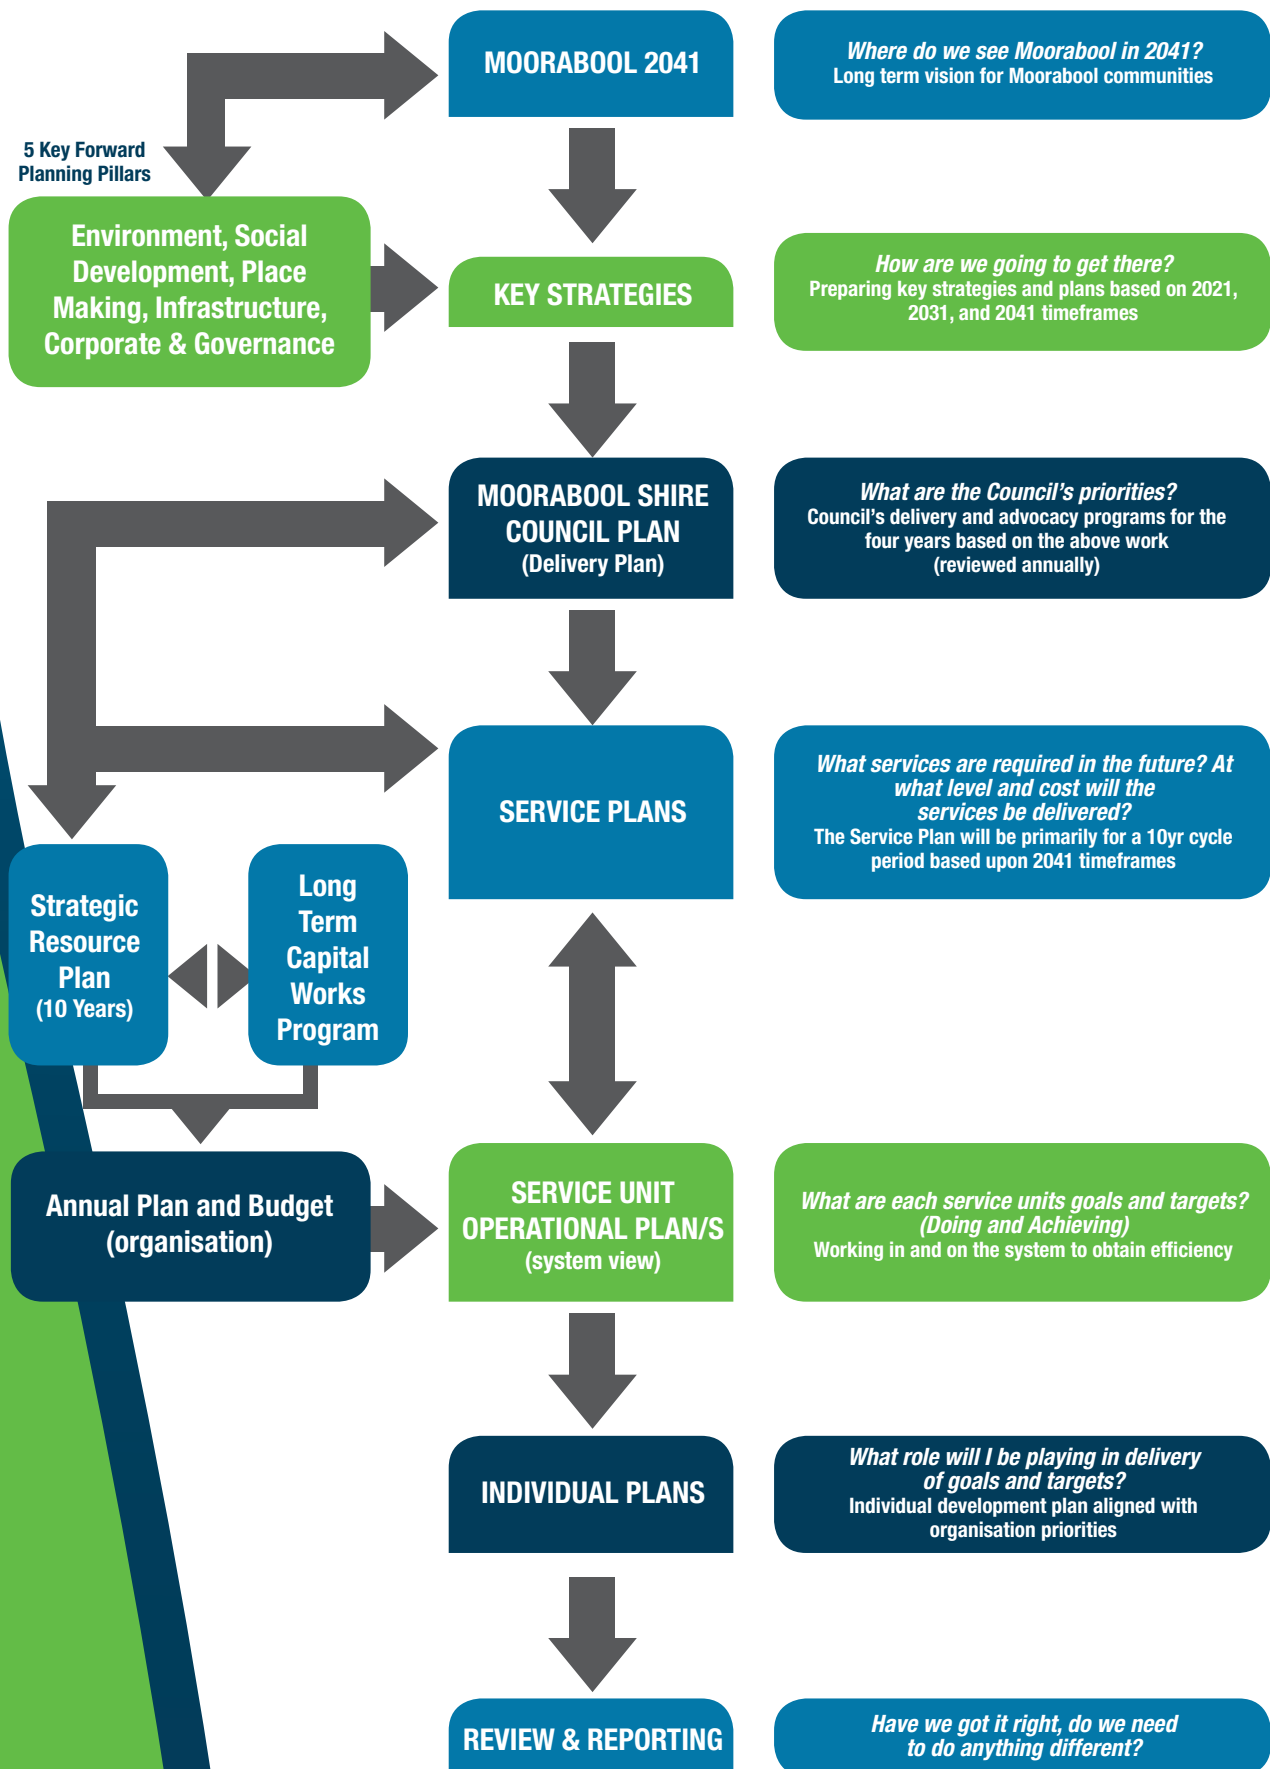 MOORABOOL 2041
Where do we see Moorabool in 2041?
Long term vision for Moorabool communities
5 Key Forward
Planning Pillars
Environment, Social
Development, Place
Making, Infrastructure,
Corporate & Governance
KEY STRATEGIES
How are we going to get there?
Preparing key strategies and plans based on 2021,
2031, and 2041 timeframes
MOORABOOL SHIRE
COUNCIL PLAN
(Delivery Plan)
What are the Council's priorities?
Council's delivery and advocacy programs for the
four years based on the above work
(reviewed annually)
SERVICE PLANS
What services are required in the future? At
what level and cost will the
services be delivered?
The Service Plan will be primarily for a 10yr cycle
period based upon 2041 timeframes
Strategic
Resource
Plan
(10 Years)
Long
Term
Capital
Works
Program
Annual Plan and Budget
(organisation)
SERVICE UNIT
OPERATIONAL PLAN/S
(system view)
What are each service units goals and targets?
(Doing and Achieving)
Working in and on the system to obtain efficiency
INDIVIDUAL PLANS
What role will I be playing in delivery
of goals and targets?
Individual development plan aligned with
organisation priorities
REVIEW & REPORTING
Have we got it right, do we need
to do anything different?